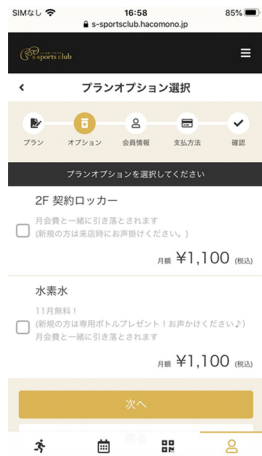 SIMなし 16:58 85%
s-sportsclub.hacomono.jp
s-sports club
プランオプション選択
プラン オプション 会員情報 支払方法 確認
プランオプションを選択してください
2F 契約ロッカー
月会費と一緒に引き落とされます
(新規の方は来店時にお声掛けください。)
月額 ¥1,100 (税込)
水素水
11月無料！
(新規の方は専用ボトルプレゼント！お声かけください♪)
月会費と一緒に引き落とされます
月額 ¥1,100 (税込)
次へ
戻る